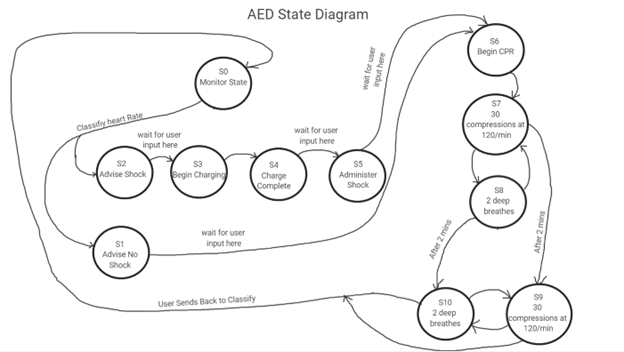 AED State Diagram
S0
Monitor State
Classifiy heart Rate
wait for user
input here
S2
Advise Shock
S3
Begin Charging
S4
Charge
Complete
wait for user
input here
S5
Administer
Shock
wait for user
input here
S6
Begin CPR
S7
30
compressions at
120/min
S8
2 deep
breathes
S1
Advise No
Shock
wait for user
input here
After 2 mins
After 2 mins
User Sends Back to Classify
S10
2 deep
breathes
S9
30
compressions at
120/min